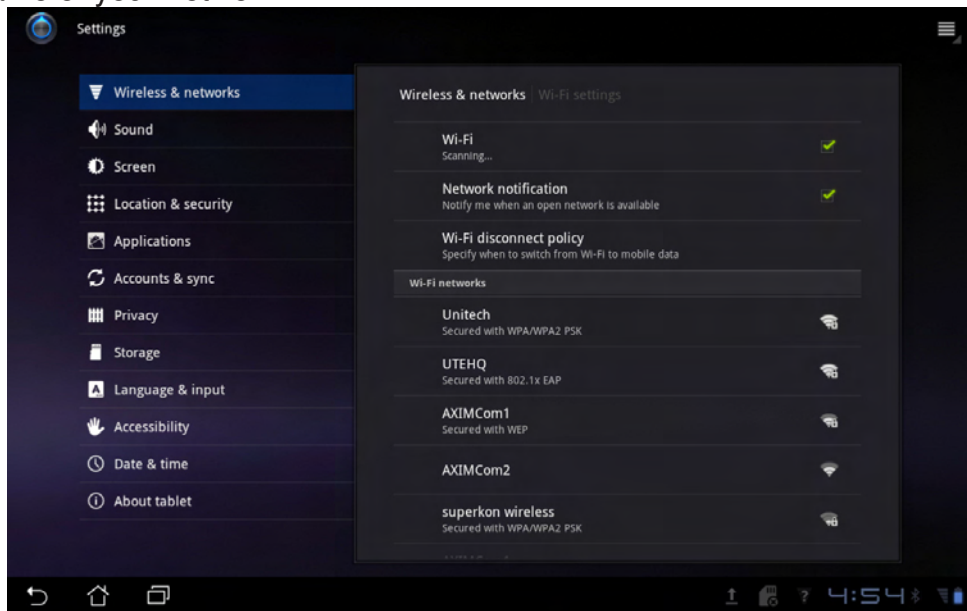 Settings
Wireless & networks
Sound
Screen
Location & security
Applications
Accounts & sync
Privacy
Storage
Language & input
Accessibility
Date & time
About tablet
Wireless & networks Wi-Fi settings
Wi-Fi
Scanning...
Network notification
Notify me when an open network is available
Wi-Fi disconnect policy
Specify when to switch from Wi-Fi to mobile data
Wi-Fi networks
Unitech
Secured with WPA/WPA2 PSK
UTEHQ
Secured with 802.1x EAP
AXIMCom1
Secured with WEP
AXIMCom2
superkon wireless
Secured with WPA/WPA2 PSK
4:54